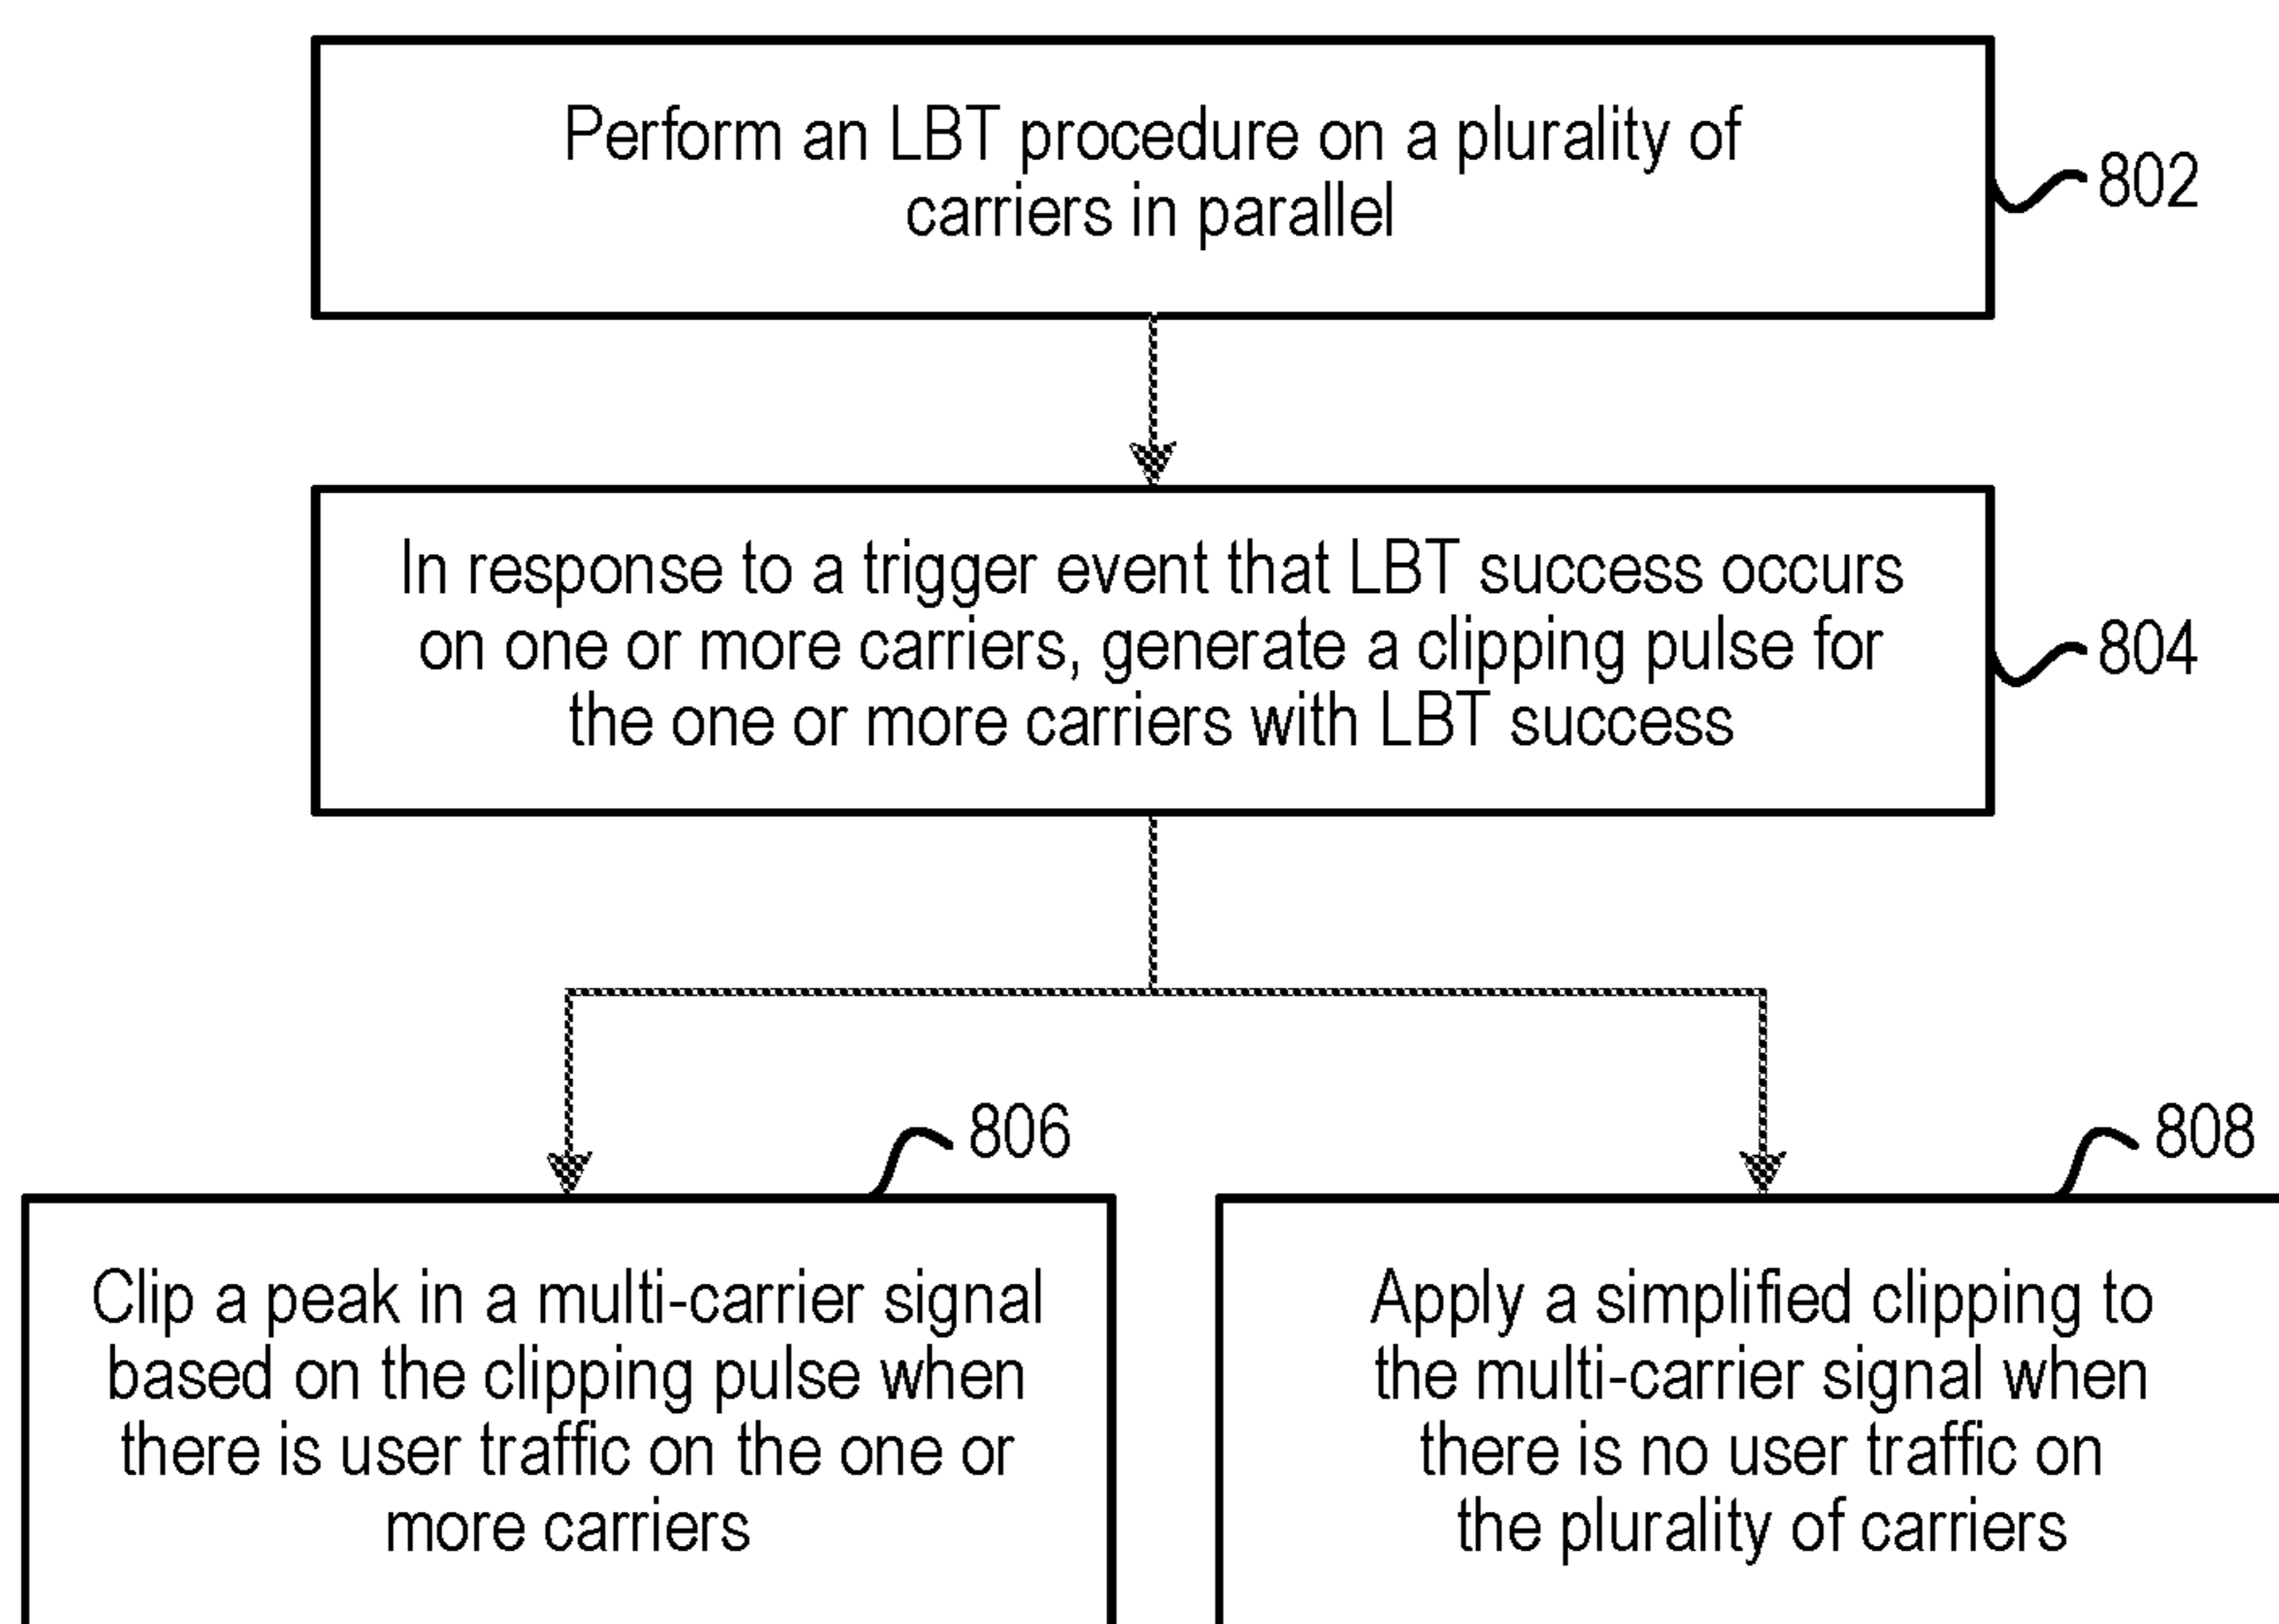 Perform an LBT procedure on a plurality of
carriers in parallel
802
In response to a trigger event that LBT success occurs
on one or more carriers, generate a clipping pulse for
the one or more carriers with LBT success
804
806
Clip a peak in a multi-carrier signal
based on the clipping pulse when
there is user traffic on the one or
more carriers
808
Apply a simplified clipping to
the multi-carrier signal when
there is no user traffic on
the plurality of carriers